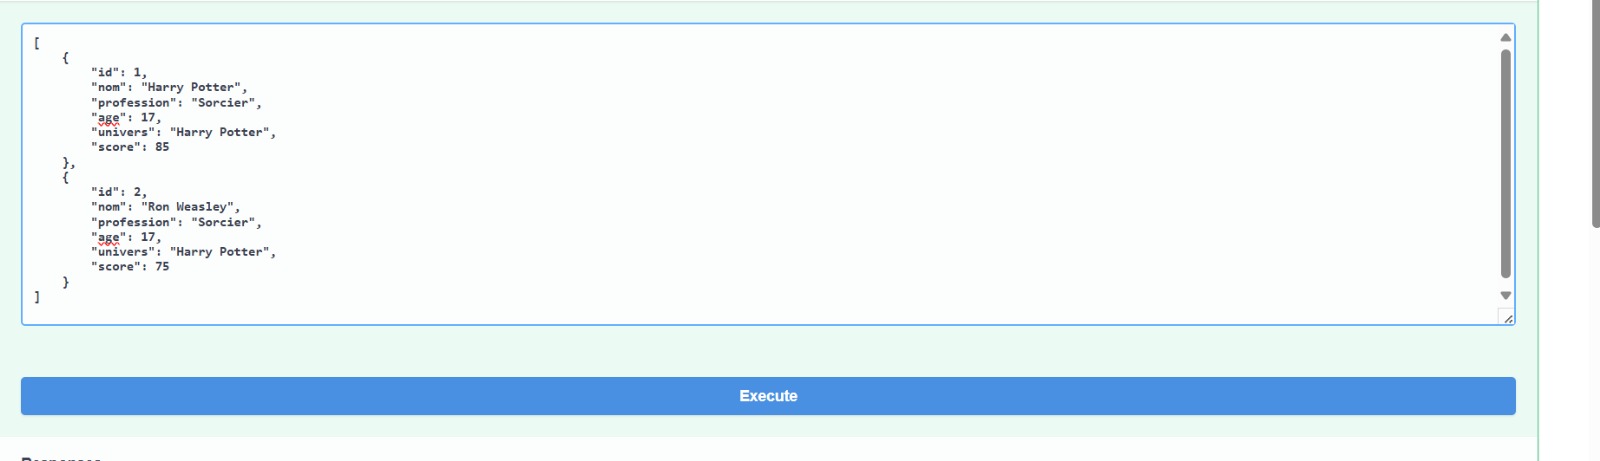 [
    {
        "id": 1,
        "nom": "Harry Potter",
        "profession": "Sorcier",
        "age": 17,
        "univers": "Harry Potter",
        "score": 85
    },
    {
        "id": 2,
        "nom": "Ron Weasley",
        "profession": "Sorcier",
        "age": 17,
        "univers": "Harry Potter",
        "score": 75
    }
]
Execute
Responses